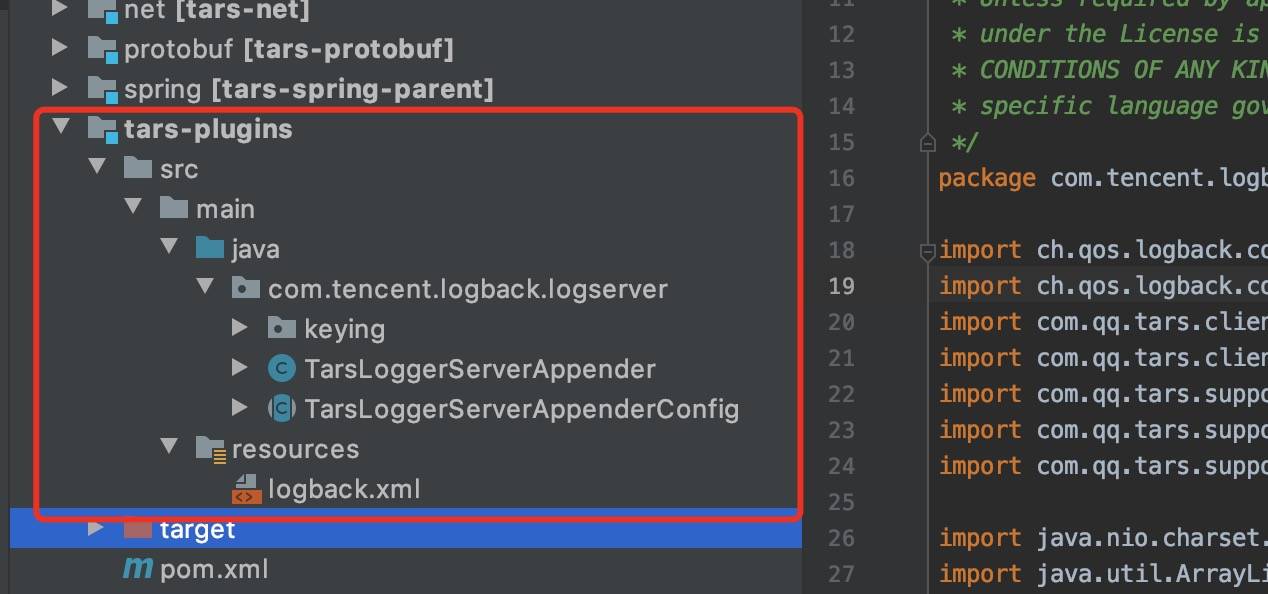 net [tars-net]
protobuf [tars-protobuf]
spring [tars-spring-parent]
tars-plugins
src
main
java
com.tencent.logback.logserver
keying
C TarsLoggerServerAppender
C TarsLoggerServerAppenderConfig
resources
<> logback.xml
target
m pom.xml
11 * Unless required by ap
12 * under the License is
13 * CONDITIONS OF ANY KIN
14 * specific language gov
15 */
16 package com.tencent.logb
17
18 import ch.qos.logback.co
19 import ch.qos.logback.co
20 import com.qq.tars.clien
21 import com.qq.tars.clien
22 import com.qq.tars.suppo
23 import com.qq.tars.suppo
24 import com.qq.tars.suppo
25
26 import java.nio.charset.
27 import java.util.ArrayLi